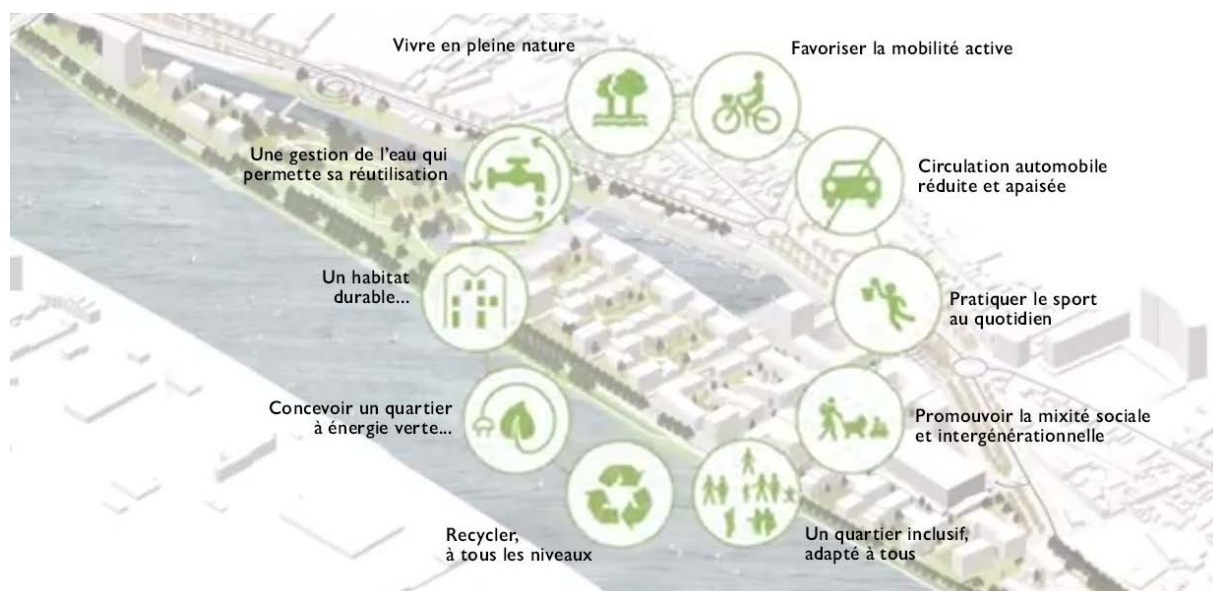 Vivre en pleine nature
Favoriser la mobilité active
Une gestion de l'eau qui
permette sa réutilisation
Circulation automobile
réduite et apaisée
Un habitat
durable...
Pratiquer le sport
au quotidien
Concevoir un quartier
à énergie verte...
Promouvoir la mixité sociale
et intergénérationnelle
Recycler,
à tous les niveaux
Un quartier inclusif,
adapté à tous